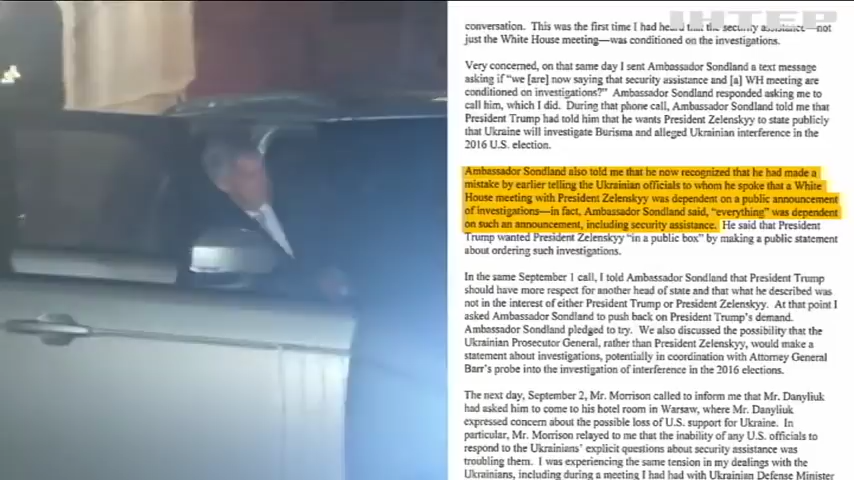 ІНТЕР
conversation. This was the first time I had heard that the security assistance—not
just the White House meeting—was conditioned on the investigations.
Very concerned, on that same day I sent Ambassador Sondland a text message
asking if “we [are] now saying that security assistance and [a] WH meeting are
conditioned on investigations?” Ambassador Sondland responded asking me to
call him, which I did. During that phone call, Ambassador Sondland told me that
President Trump had told him that he wants President Zelenskyy to state publicly
that Ukraine will investigate Burisma and alleged Ukrainian interference in the
2016 U.S. election.
Ambassador Sondland also told me that he now recognized that he had made a
mistake by earlier telling the Ukrainian officials to whom he spoke that a White
House meeting with President Zelenskyy was dependent on a public announcement
of investigations—in fact, Ambassador Sondland said, “everything” was dependent
on such an announcement, including security assistance. He said that President
Trump wanted President Zelenskyy “in a public box” by making a public statement
about ordering such investigations.
In the same September 1 call, I told Ambassador Sondland that President Trump
should have more respect for another head of state and that what he described was
not in the interest of either President Trump or President Zelenskyy. At that point I
asked Ambassador Sondland to push back on President Trump’s demand.
Ambassador Sondland pledged to try. We also discussed the possibility that the
Ukrainian Prosecutor General, rather than President Zelenskyy, would make a
statement about investigations, potentially in coordination with Attorney General
Barr’s probe into the investigation of interference in the 2016 elections.
The next day, September 2, Mr. Morrison called to inform me that Mr. Danyliuk
had asked him to come to his hotel room in Warsaw, where Mr. Danyliuk
expressed concern about the possible loss of U.S. support for Ukraine. In
particular, Mr. Morrison relayed to me that the inability of any U.S. officials to
respond to the Ukrainians’ explicit questions about security assistance was
troubling them. I was experiencing the same tension in my dealings with the
Ukrainians, including during a meeting I had had with Ukrainian Defense Minister